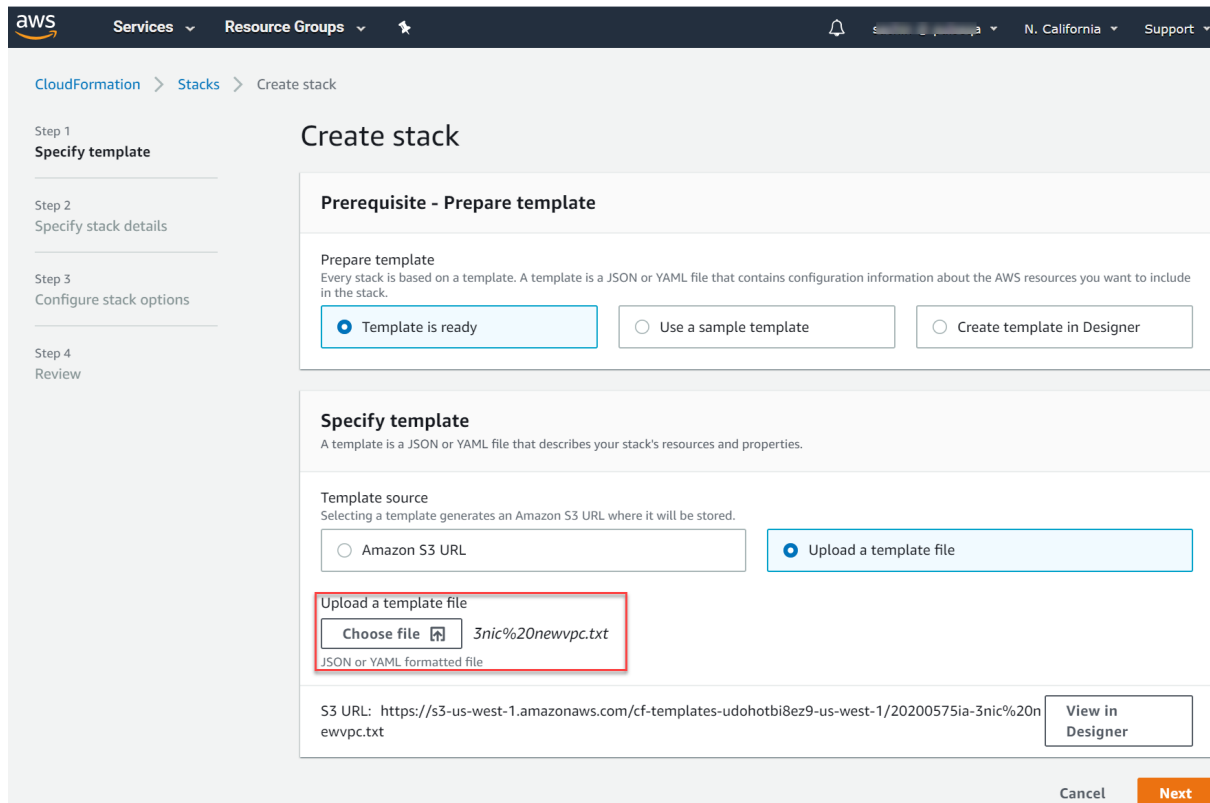 aws
Services
Resource Groups
N. California
Support
CloudFormation
Stacks
Create stack
Step 1
Specify template
Step 2
Specify stack details
Step 3
Configure stack options
Step 4
Review
Create stack
Prerequisite - Prepare template
Prepare template
Every stack is based on a template. A template is a JSON or YAML file that contains configuration information about the AWS resources you want to include
in the stack.
Template is ready
Use a sample template
Create template in Designer
Specify template
A template is a JSON or YAML file that describes your stack's resources and properties.
Template source
Selecting a template generates an Amazon S3 URL where it will be stored.
Amazon S3 URL
Upload a template file
Upload a template file
Choose file
3nic%20newvpc.txt
JSON or YAML formatted file
S3 URL: https://s3-us-west-1.amazonaws.com/cf-templates-udohotbi8ez9-us-west-1/20200575ia-3nic%20n
ewvpc.txt
View in
Designer
Cancel
Next